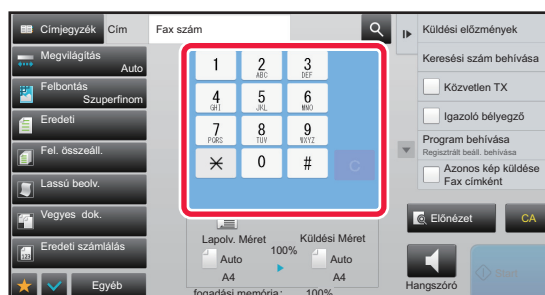 Címjegyzék Cím Fax szám
Megvilágítás
Auto
Felbontás
Szuperfinom
Eredeti
Fel. összeáll.
Lassú beolv.
Vegyes dok.
Eredeti számlálás
Egyéb
1 2 3
ABC DEF
4 5 6
GHI JKL MNO
7 8 9
PQRS TUV WXYZ
0 # C
Lapolv. Méret Küldési Méret
100%
Auto Auto
A4 A4
fogadási memória: 100%
Küldési előzmények
Keresési szám behívása
Közvetlen TX
Igazoló bélyegző
Program behívása
Regisztrált beáll. behívása
Azonos kép küldése
Fax címként
Előnézet CA
Hangszóró
Start